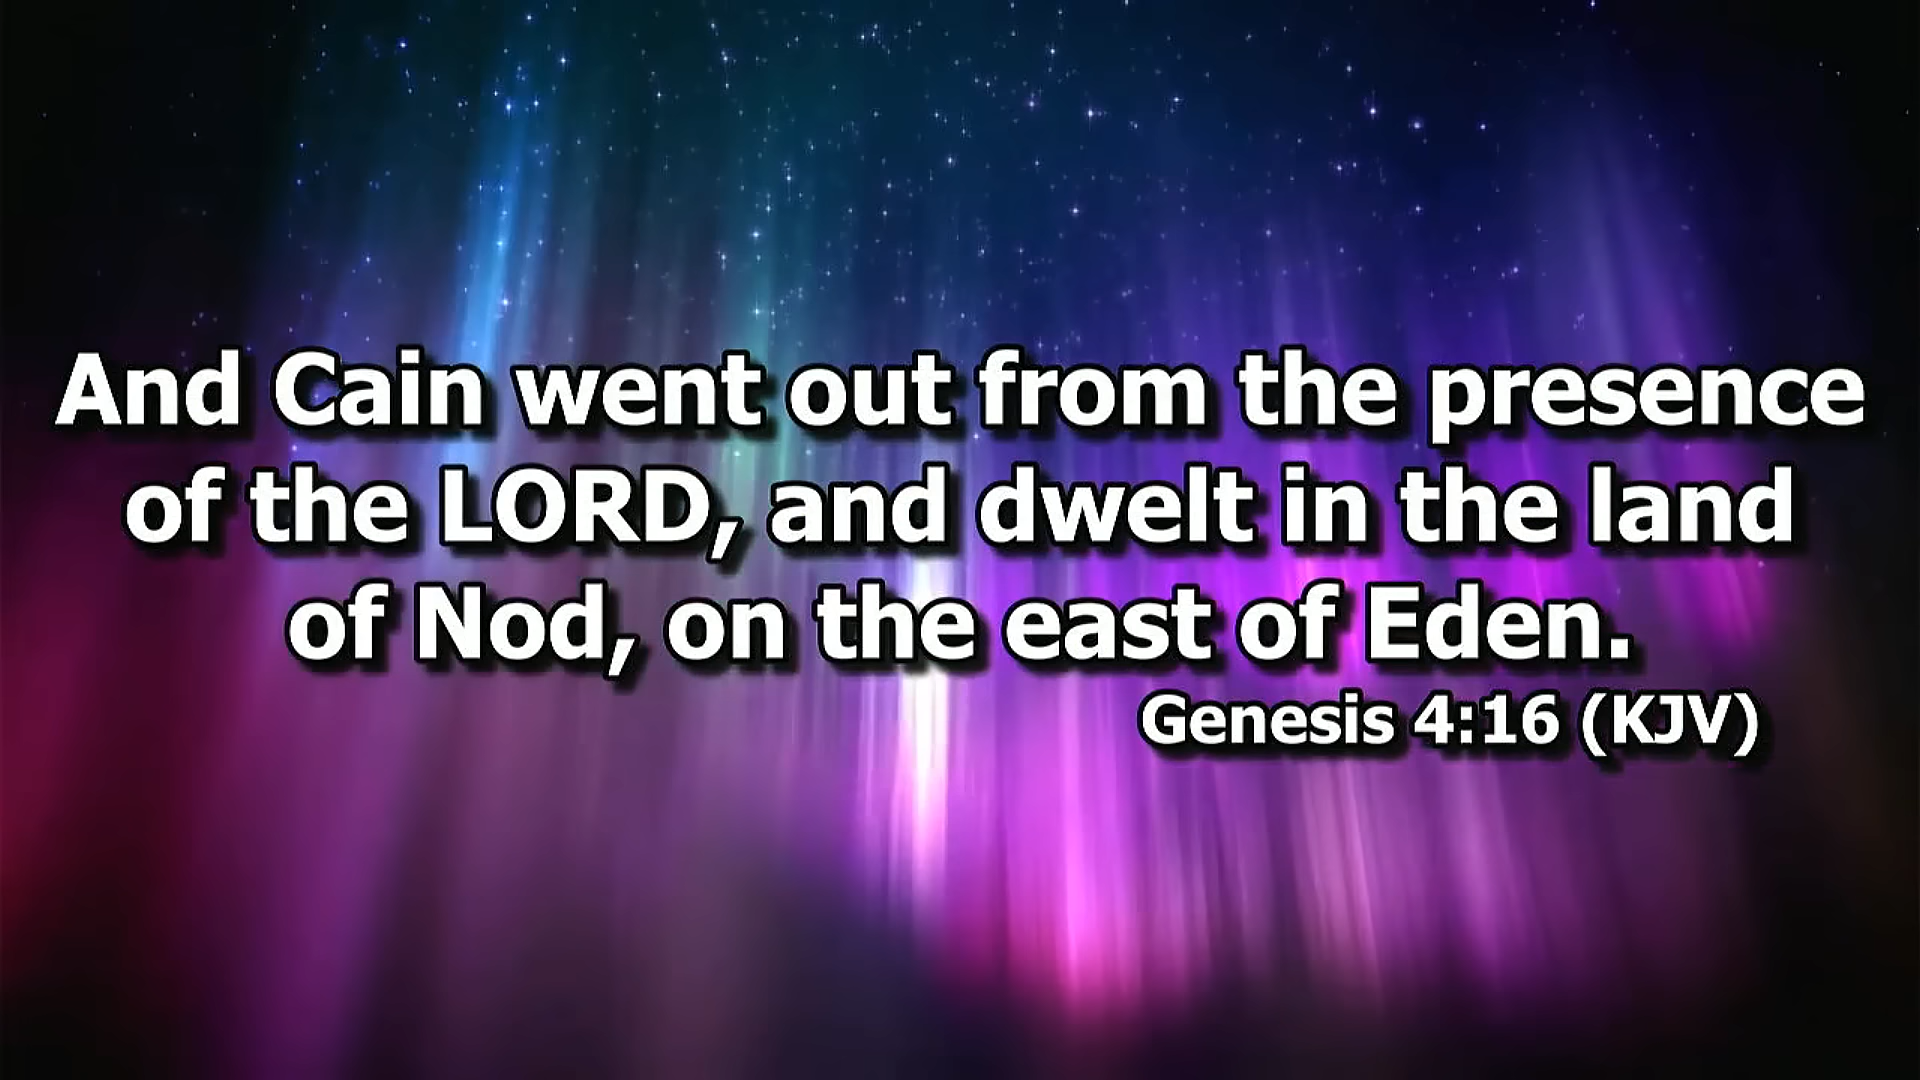 And Cain went out from the presence
of the LORD, and dwelt in the land
of Nod, on the east of Eden.
Genesis 4:16 (KJV)